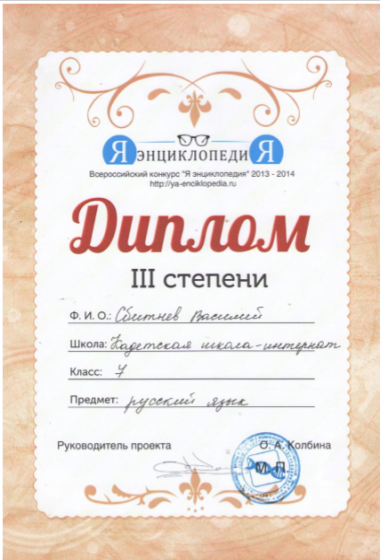 Я ЭНЦИКЛОПЕДИ Я
Всероссийский конкурс "Я энциклопедия" 2013 - 2014
http://ya-enciklopedia.ru
Диплом
III степени
Ф. И. О.: Сбитнев Василий
Школа: Кадетская школа-интернат
Класс: 7
Предмет: русский язык
Руководитель проекта О. А. Колбина
М. П.